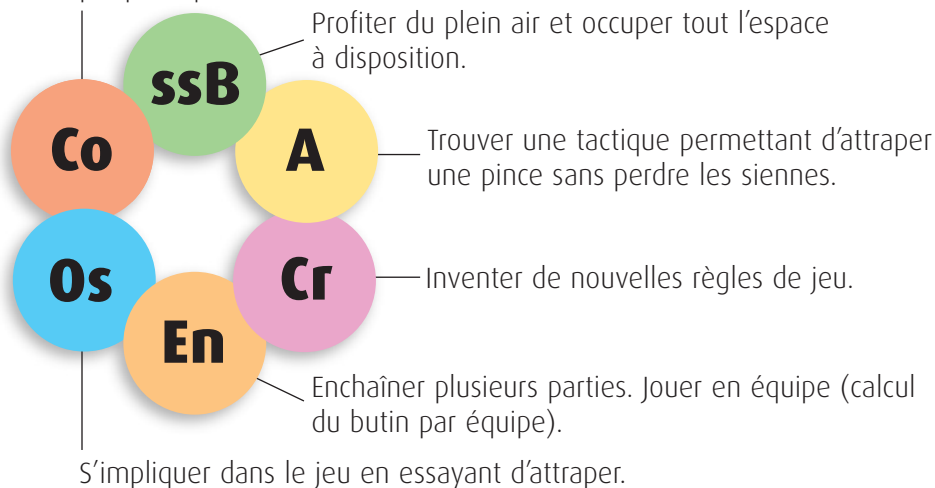 Profiter du plein air et occuper tout l’espace
à disposition.
ssB
Co
A
Trouver une tactique permettant d’attraper
une pince sans perdre les siennes.
Os
Cr
Inventer de nouvelles règles de jeu.
En
Enchaîner plusieurs parties. Jouer en équipe (calcul
du butin par équipe).
S’impliquer dans le jeu en essayant d’attraper.